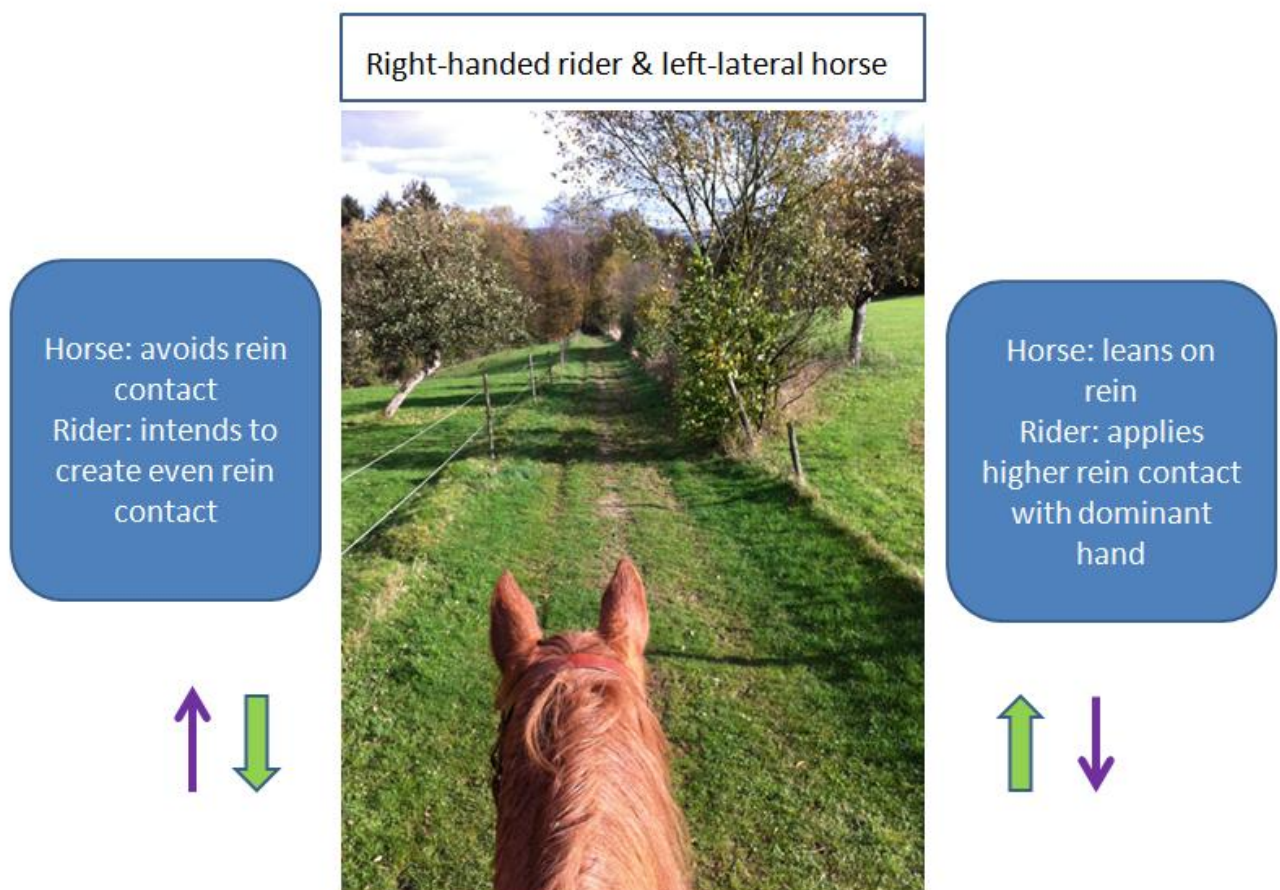 Right-handed rider & left-lateral horse
Horse: avoids rein
contact
Rider: intends to
create even rein
contact
Horse: leans on
rein
Rider: applies
higher rein contact
with dominant
hand